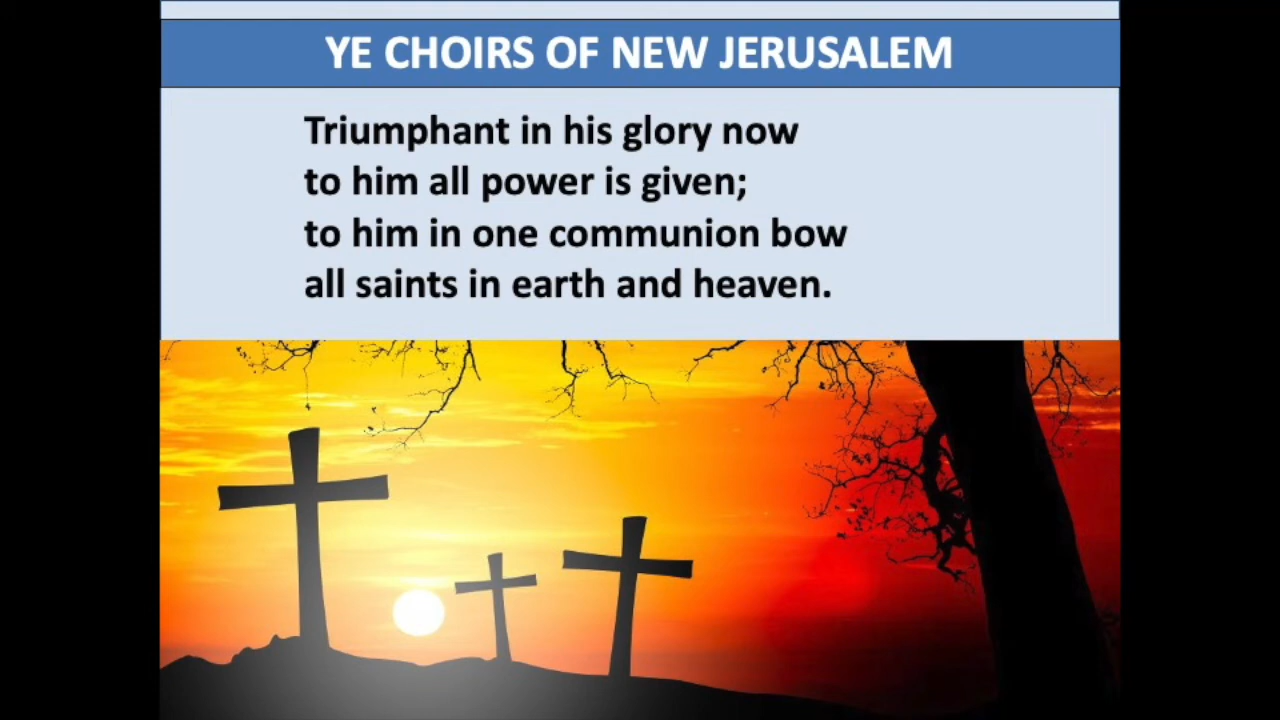 YE CHOIRS OF NEW JERUSALEM
Triumphant in his glory now
to him all power is given;
to him in one communion bow
all saints in earth and heaven.